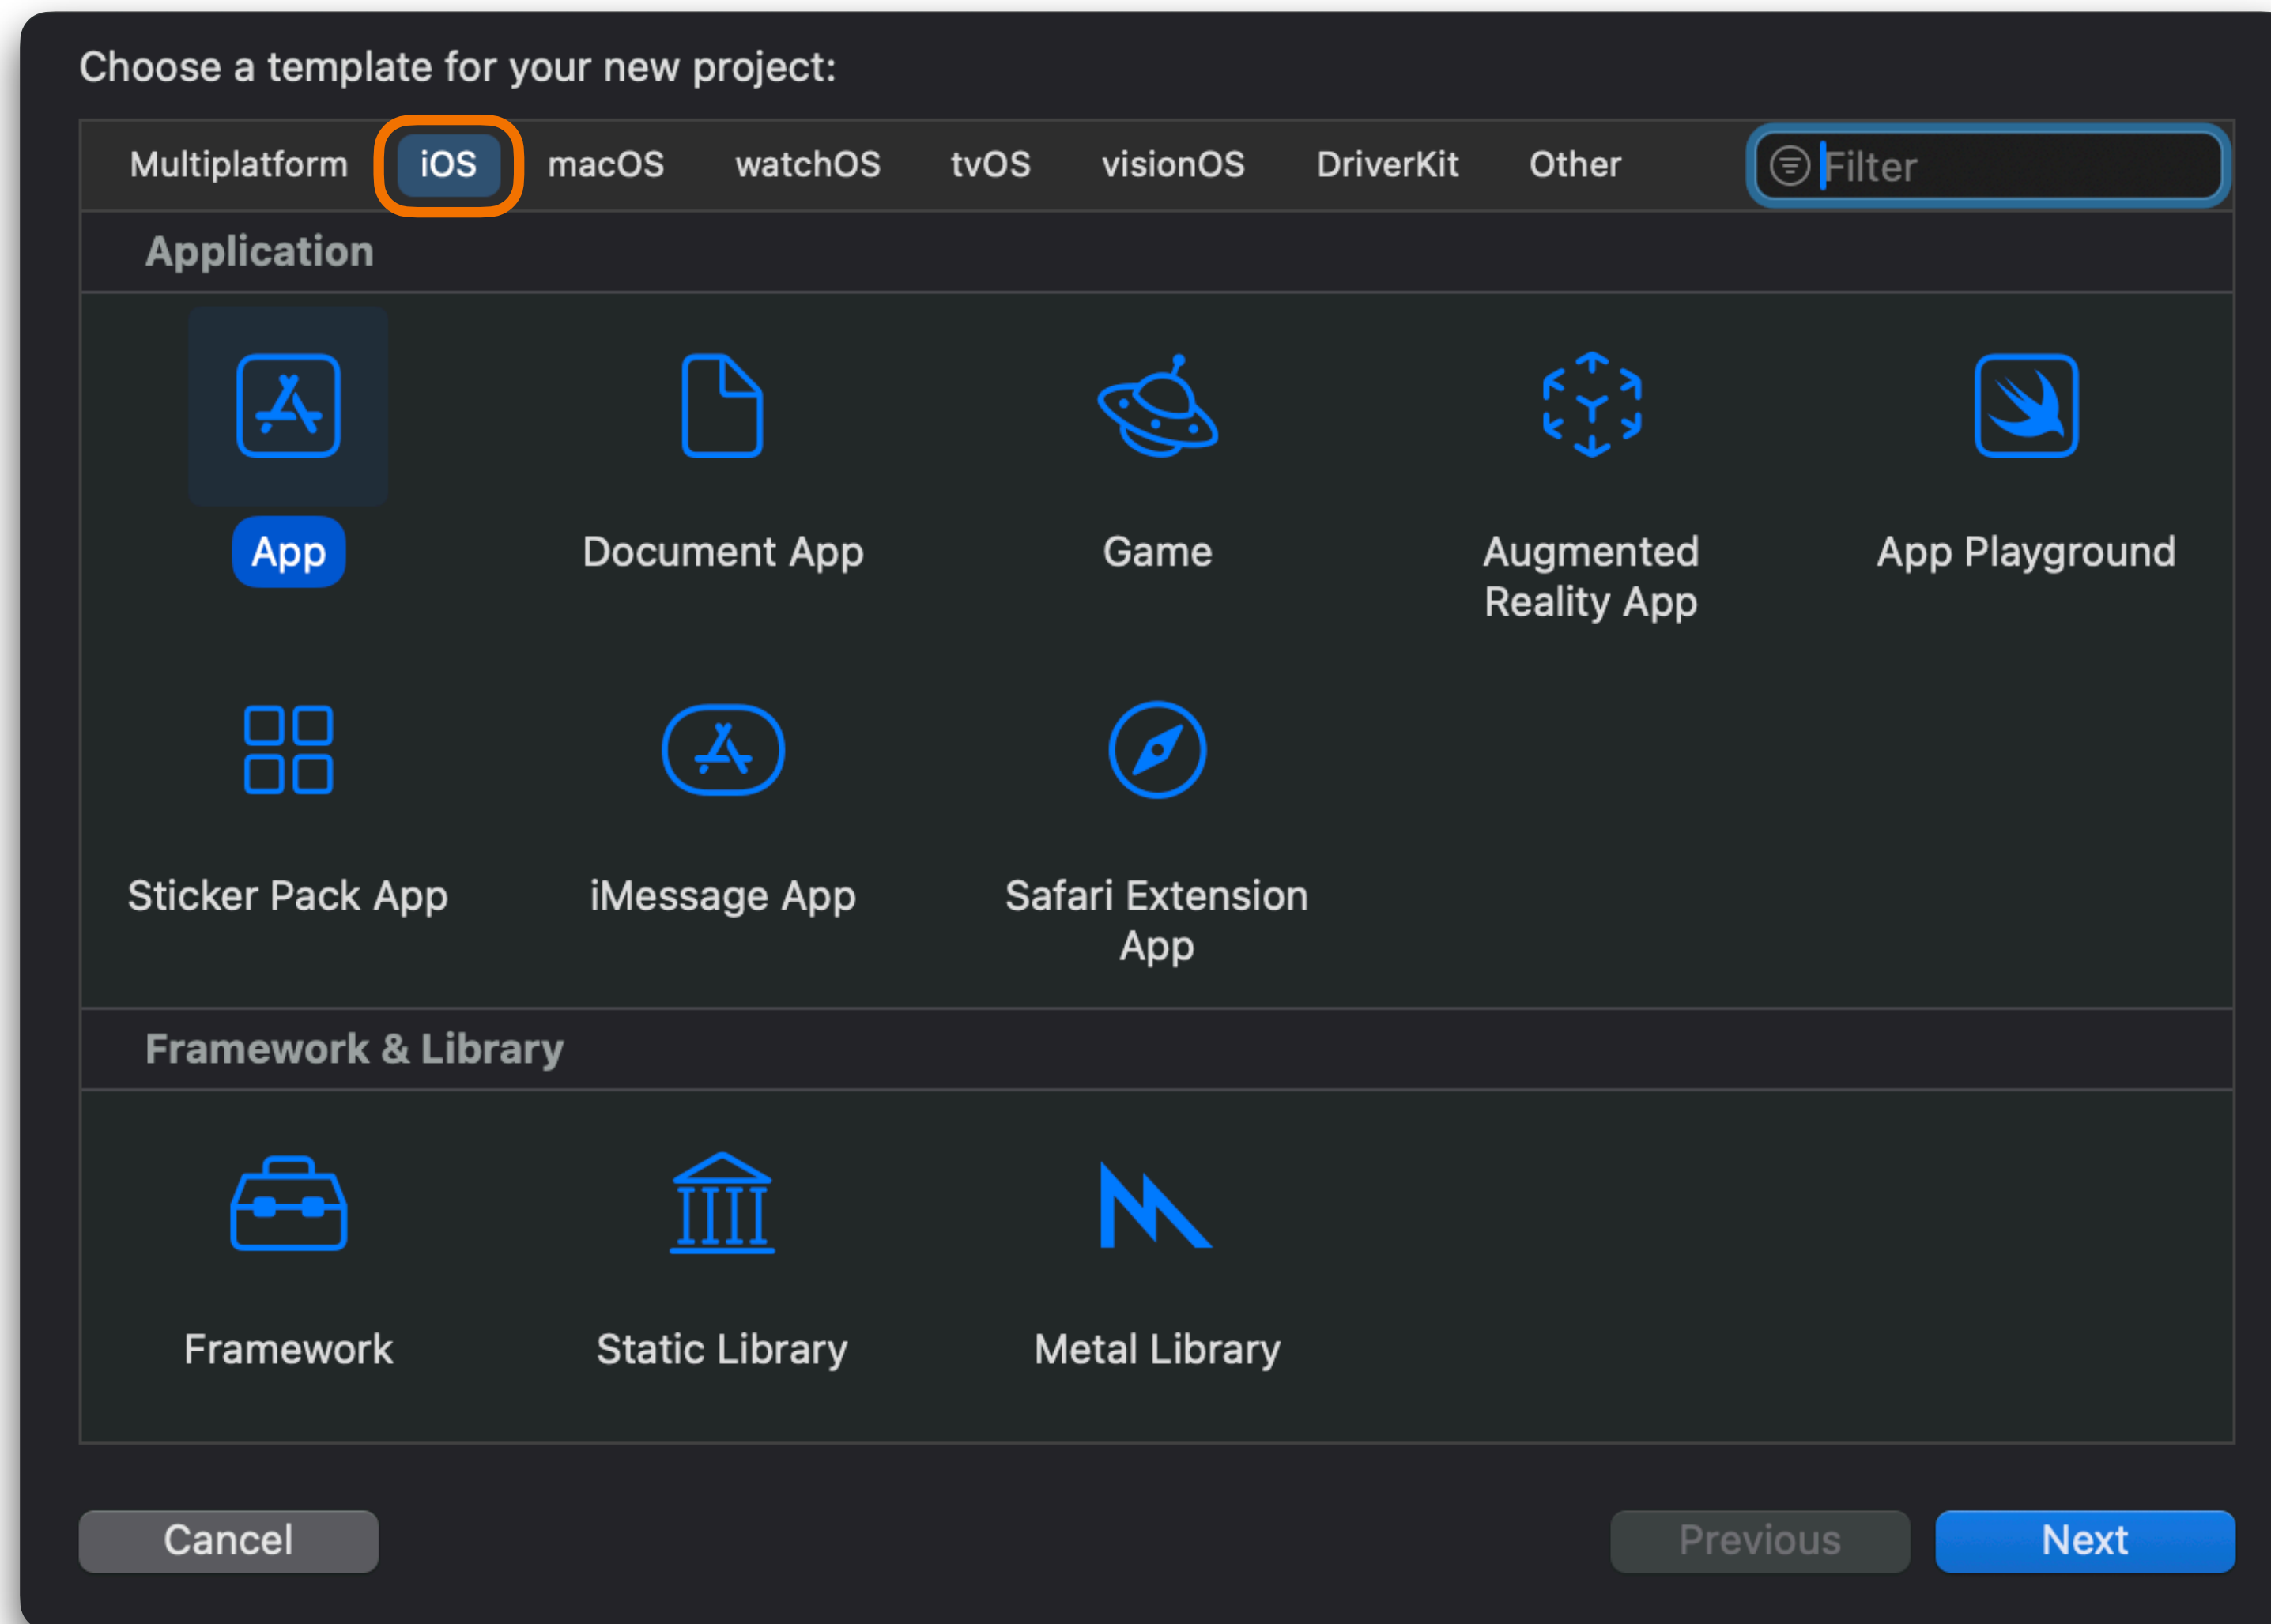 Choose a template for your new project:
Multiplatform iOS macOS watchOS tvOS visionOS DriverKit Other Filter
Application
App Document App Game Augmented App Playground
Reality App
Sticker Pack App iMessage App Safari Extension
App
Framework & Library
Framework Static Library Metal Library
Cancel Previous Next